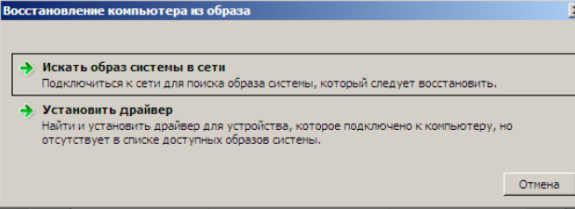 Восстановление компьютера из образа
Искать образ системы в сети
Подключиться к сети для поиска образа системы, который следует восстановить.
Установить драйвер
Найти и установить драйвер для устройства, которое подключено к компьютеру, но
отсутствует в списке доступных образов системы.
Отмена